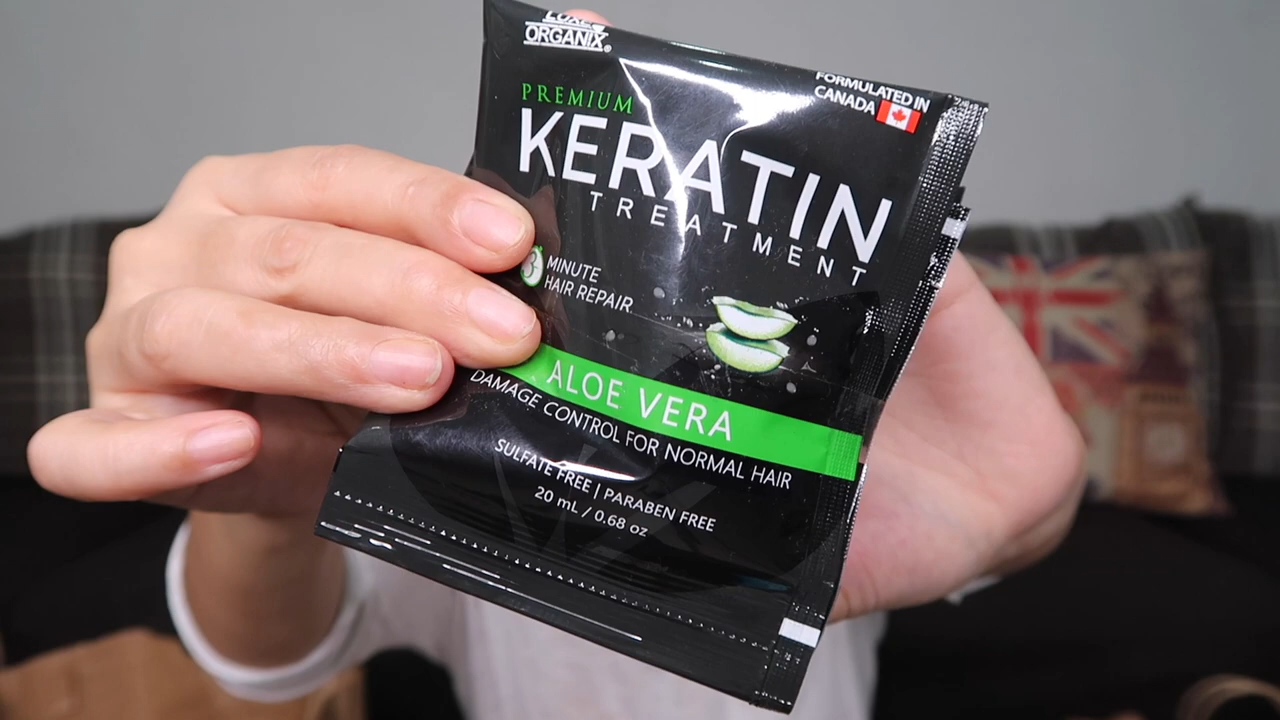 LUXE
ORGANIX®
FORMULATED IN
CANADA
PREMIUM
KERATIN
TREATMENT
3 MINUTE
HAIR REPAIR
ALOE VERA
DAMAGE CONTROL FOR NORMAL HAIR
SULFATE FREE | PARABEN FREE
20 mL / 0.68 oz